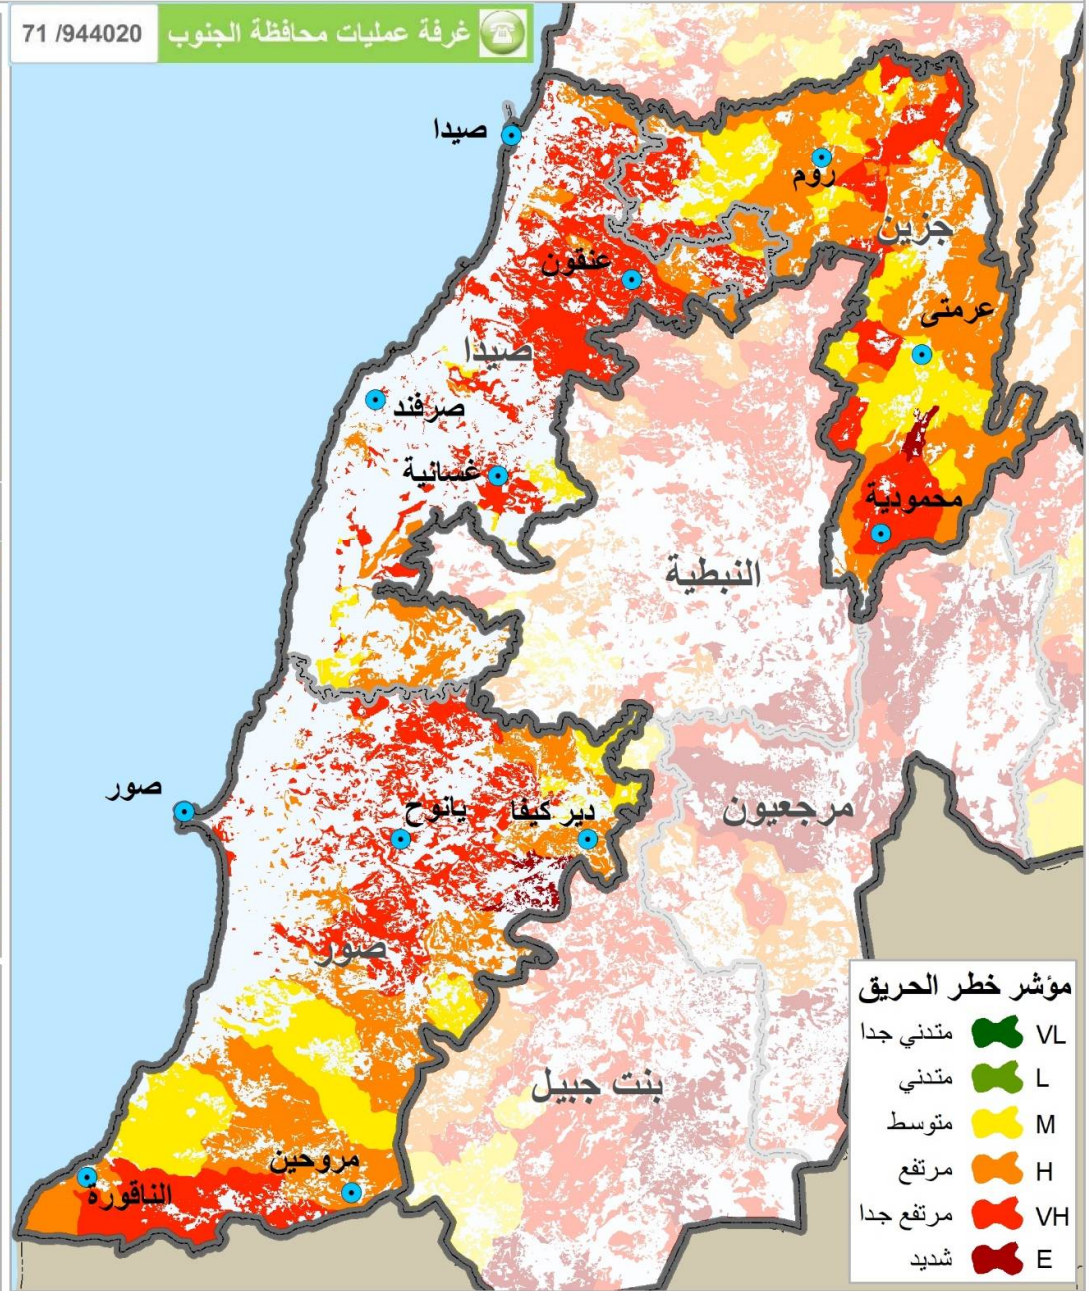 غرفة عمليات محافظة الجنوب 71 /944020
صيدا
روم
جزين
عنقون
عرمتى
صيدا
صرفند
غسانية
محمودية
النبطية
صور
يانوح
دير كيفا
مرجعيون
صور
بنت جبيل
مروحين
الناقورة
مؤشر خطر الحريق
متدني جدا VL
متدني L
متوسط M
مرتفع H
مرتفع جدا VH
شديد E